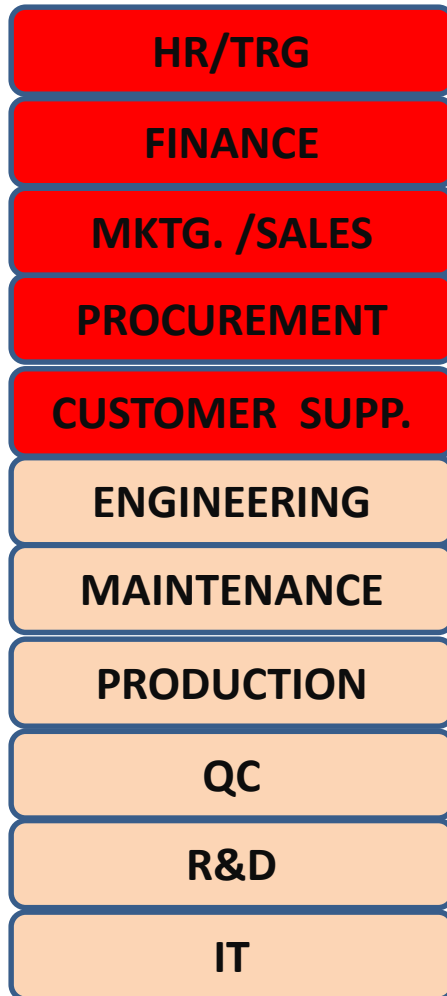 HR/TRG
FINANCE
MKTG. /SALES
PROCUREMENT
CUSTOMER SUPP.
ENGINEERING
MAINTENANCE
PRODUCTION
QC
R&D
IT